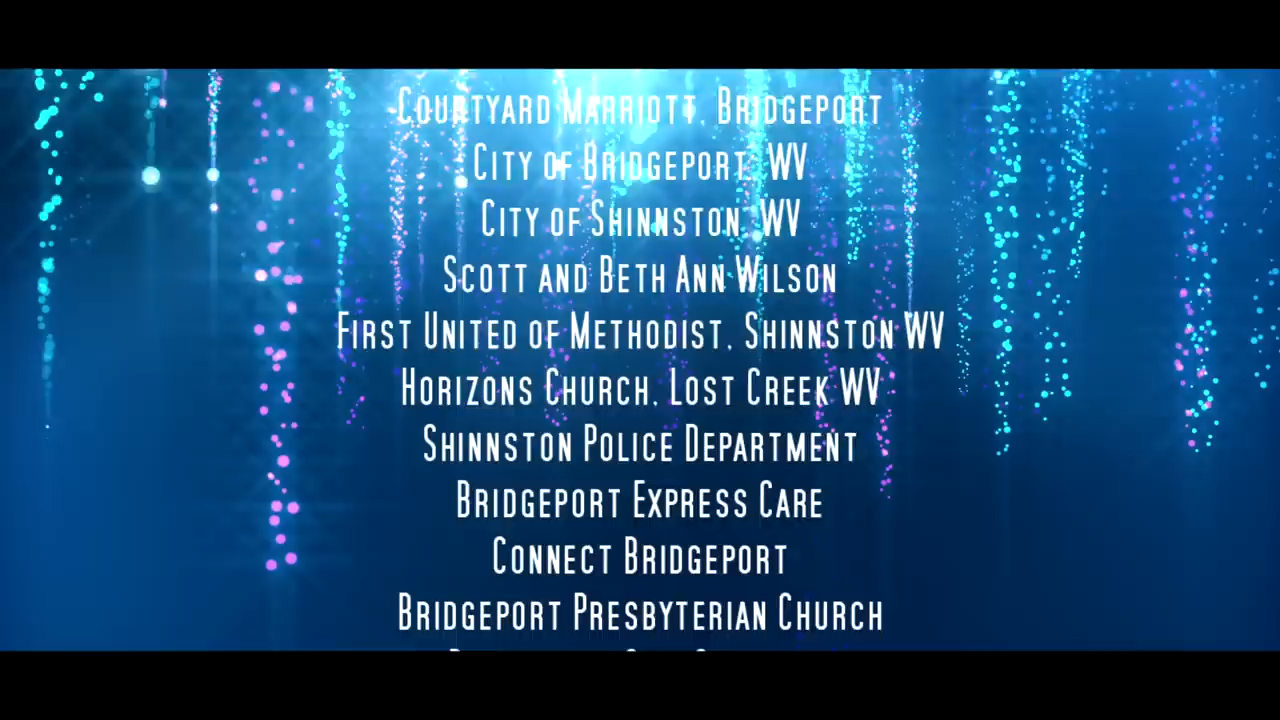 Courtyard Marriott, Bridgeport
City of Bridgeport, WV
City of Shinnston, WV
Scott and Beth Ann Wilson
First United of Methodist, Shinnston WV
Horizons Church, Lost Creek WV
Shinnston Police Department
Bridgeport Express Care
Connect Bridgeport
Bridgeport Presbyterian Church